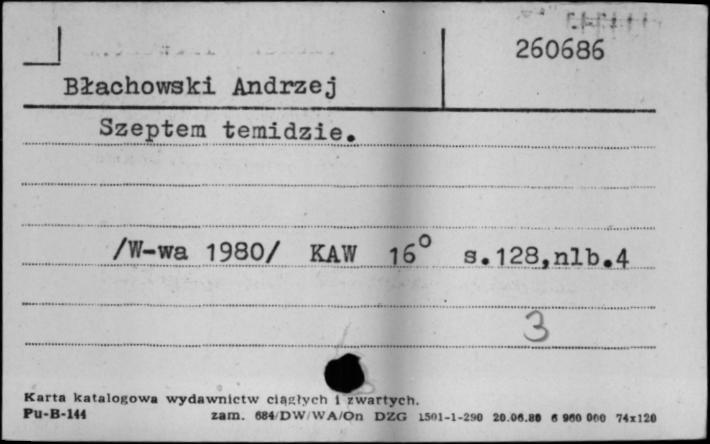 260686
Błachowski Andrzej
Szeptem temidzie.
/W-wa 1980/ KAW 16° s.128,nlb.4
3
Karta katalogowa wydawnictw ciągłych i zwartych.
Pu-B-144 zam. 684/DW/WA/On DZG 1501-1-290 20.06.80 6 960 000 74x120